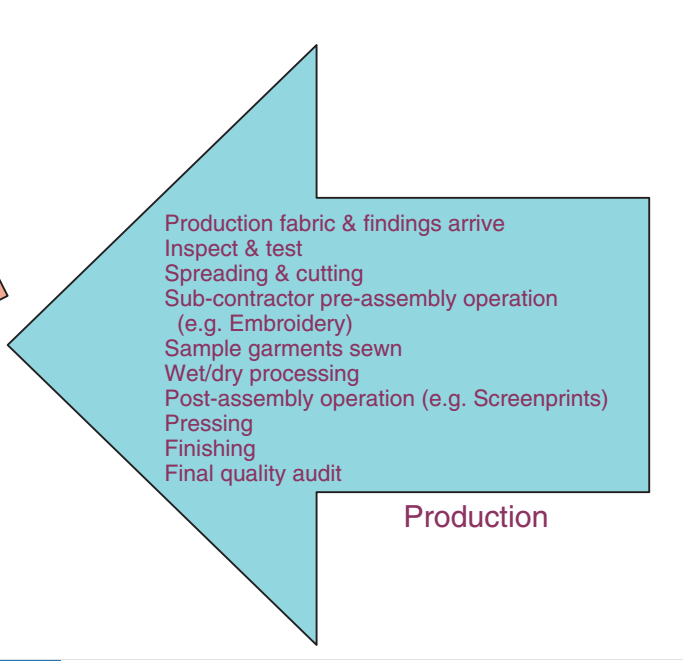 Production fabric & findings arrive
Inspect & test
Spreading & cutting
Sub-contractor pre-assembly operation
(e.g. Embroidery)
Sample garments sewn
Wet/dry processing
Post-assembly operation (e.g. Screenprints)
Pressing
Finishing
Final quality audit
Production